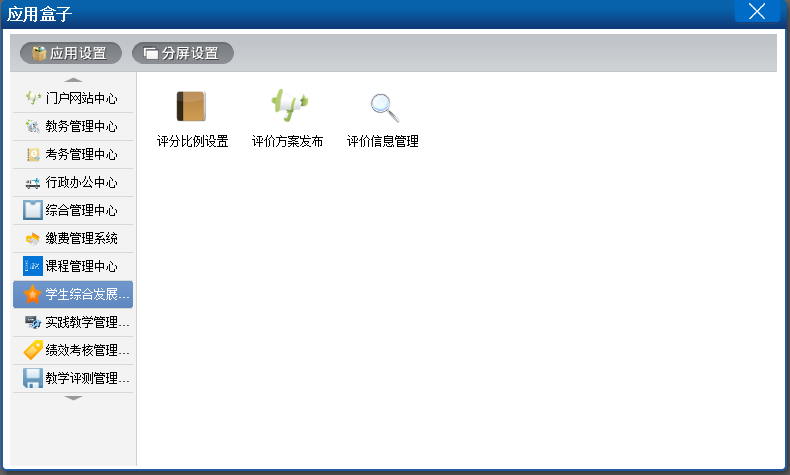 应用盒子
应用设置
分屏设置
门户网站中心
教务管理中心
考务管理中心
行政办公中心
综合管理中心
缴费管理系统
课程管理中心
学生综合发展...
实践教学管理...
绩效考核管理...
教学评测管理...
评分比例设置
评价方案发布
评价信息管理